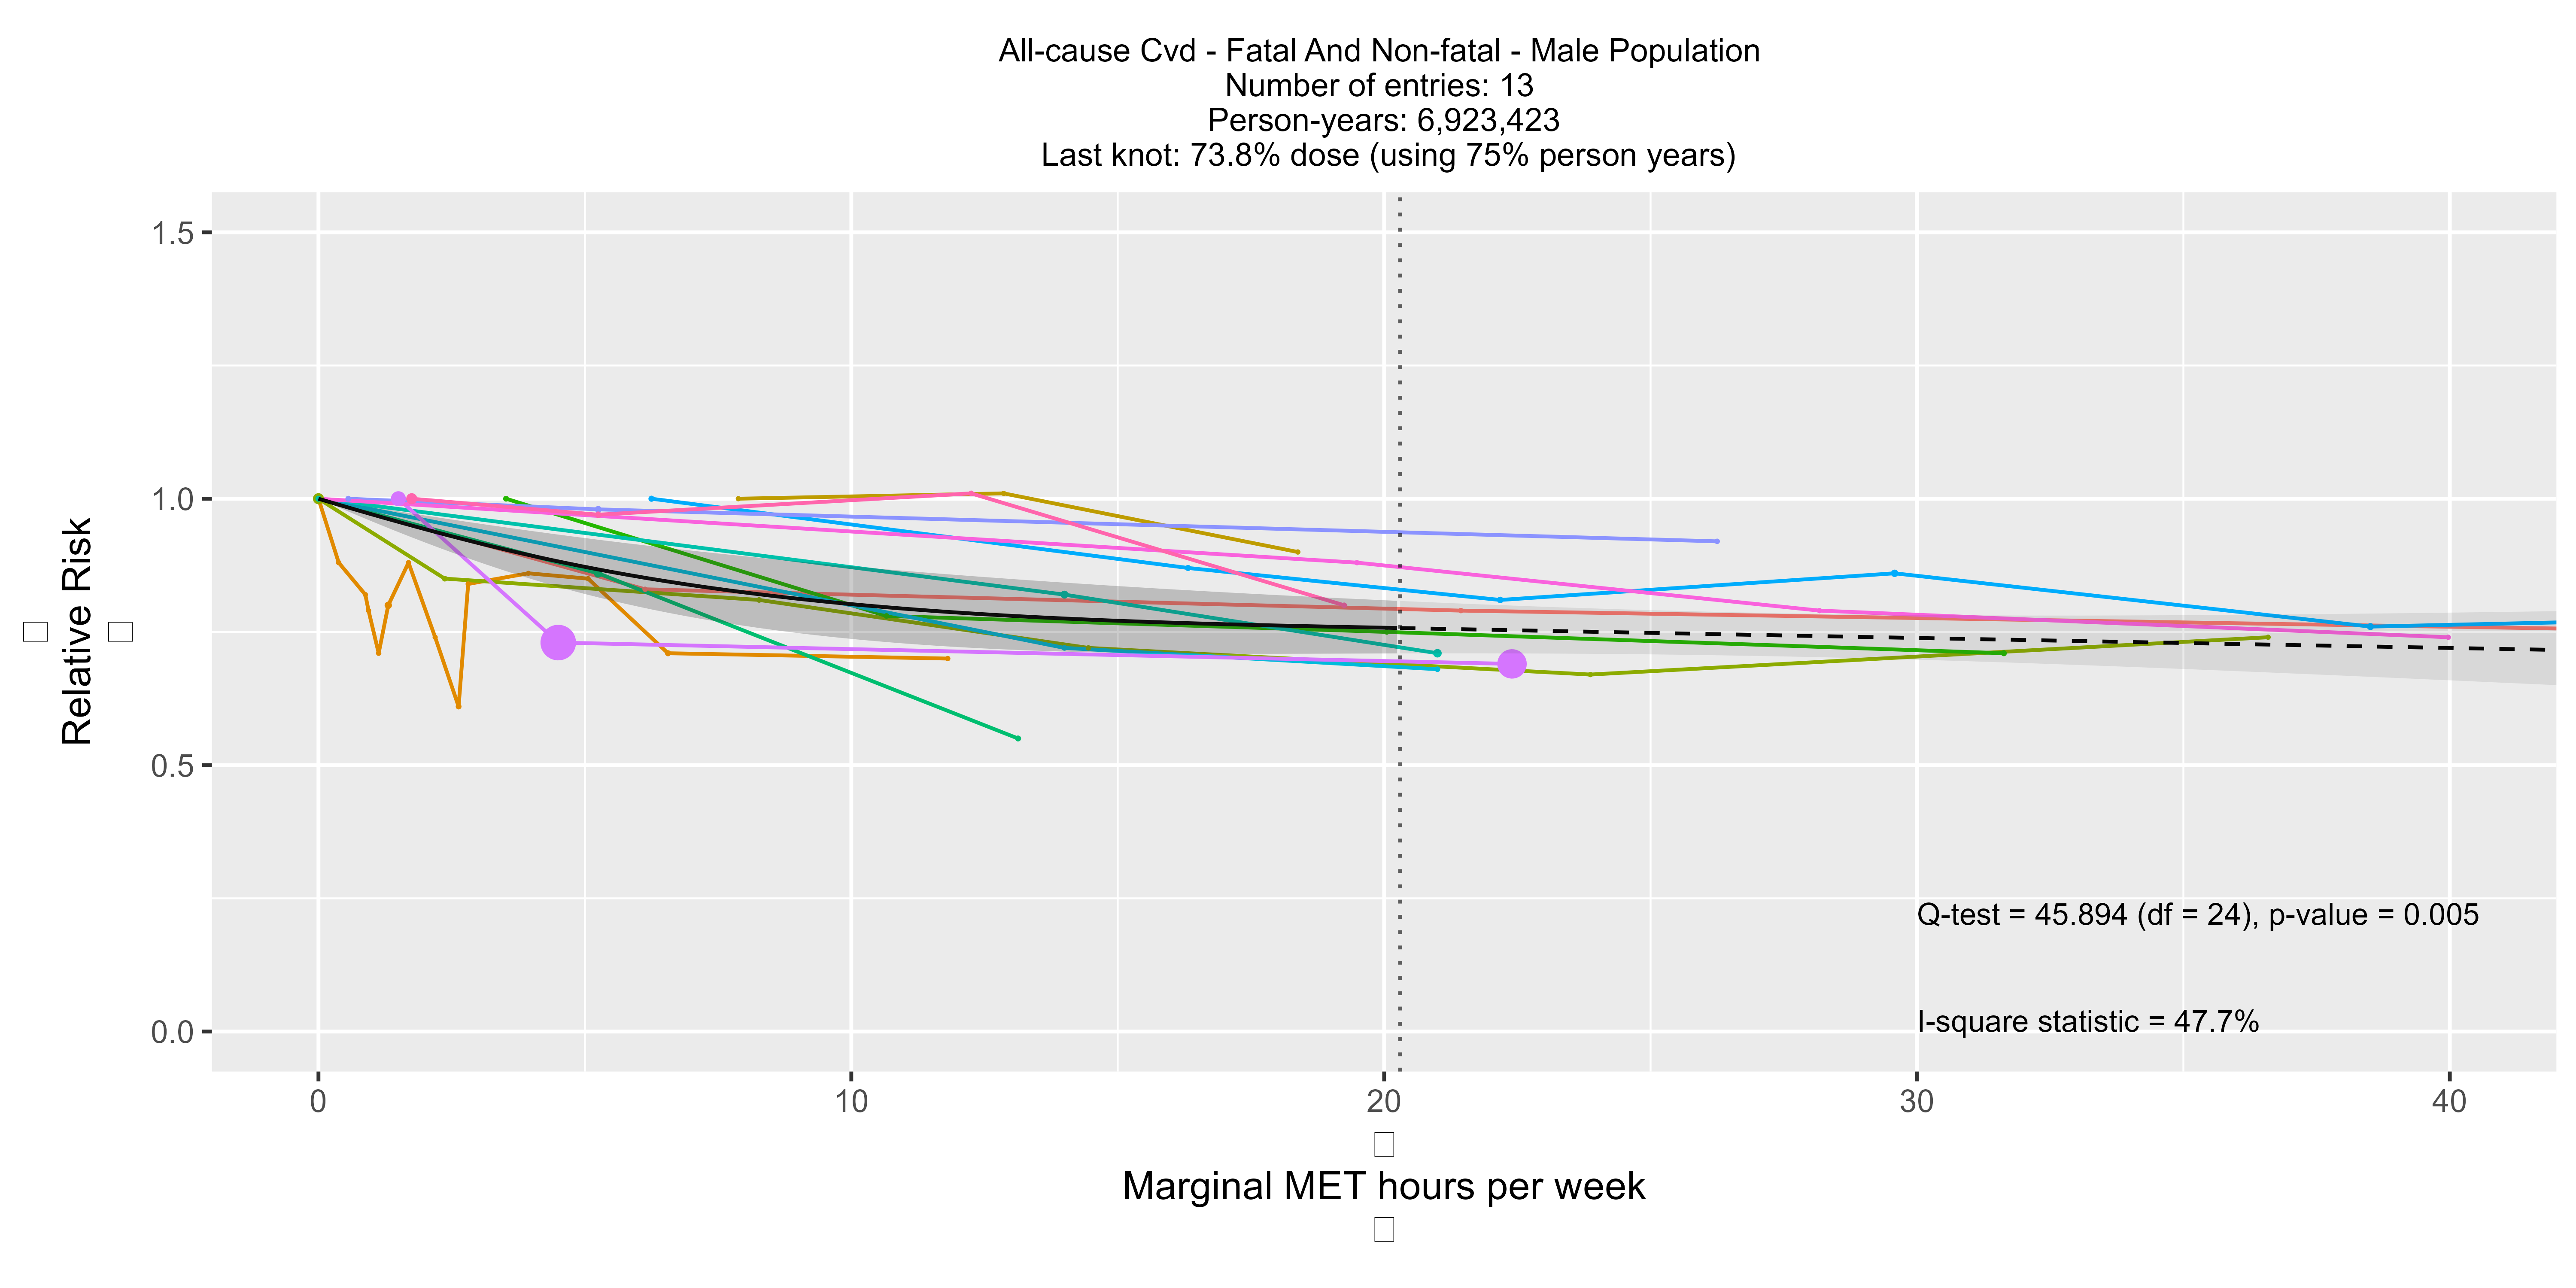 All-cause Cvd - Fatal And Non-fatal - Male Population
Number of entries: 13
Person-years: 6,923,423
Last knot: 73.8% dose (using 75% person years)
1.5
1.0
0.5
0.0
Relative Risk
Q-test = 45.894 (df = 24), p-value = 0.005
I-square statistic = 47.7%
0 10 20 30 40
Marginal MET hours per week